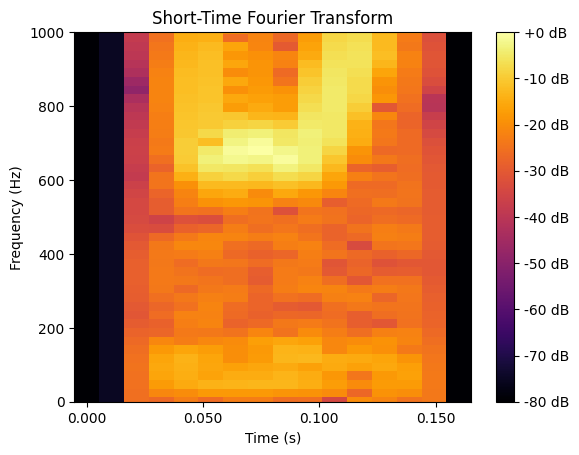 Short-Time Fourier Transform
1000
800
600
400
200
0
Frequency (Hz)
0.000
0.050
0.100
0.150
Time (s)
+0 dB
-10 dB
-20 dB
-30 dB
-40 dB
-50 dB
-60 dB
-70 dB
-80 dB